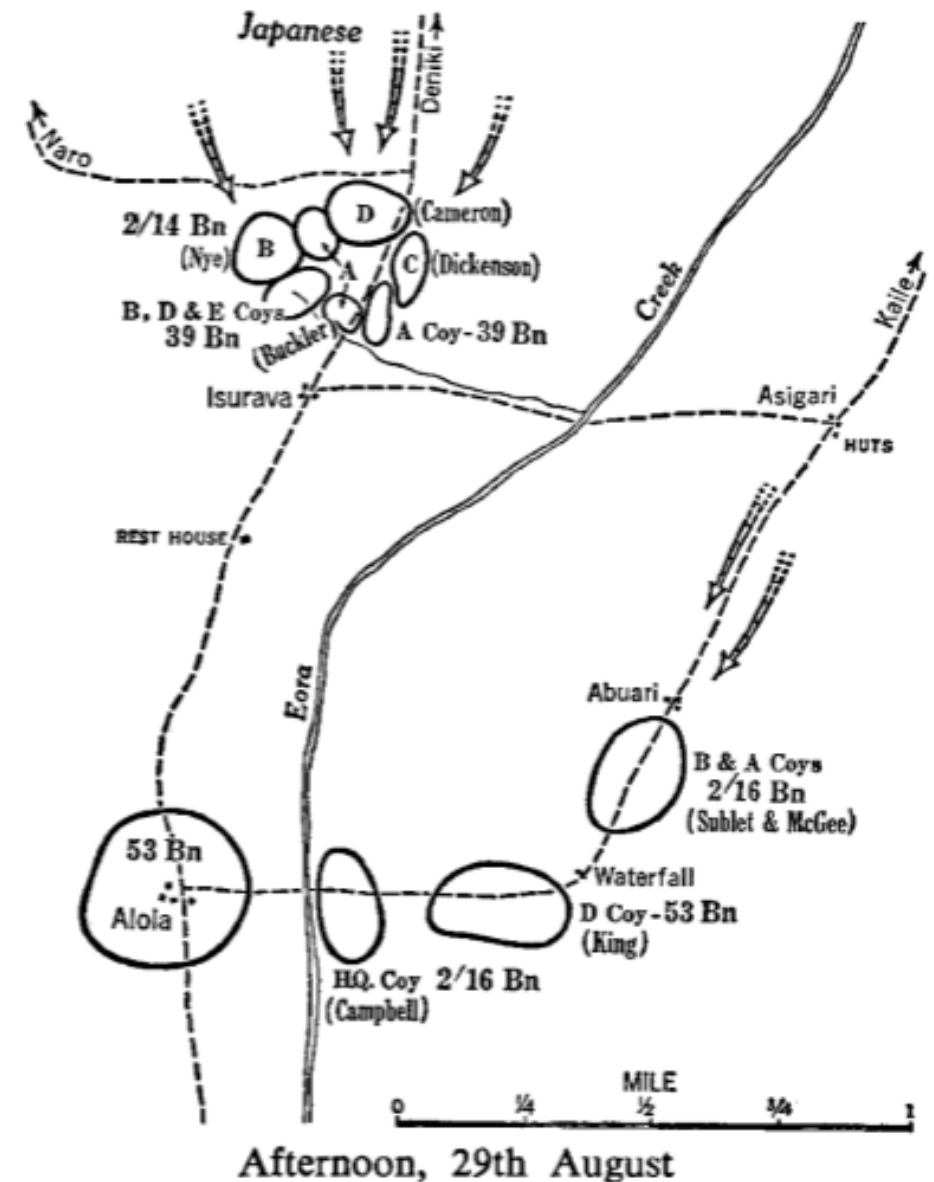 Japanese
Deniki
Naro
2/14 Bn
(Nye)
B
D
(Cameron)
A
C
(Dickenson)
B, D & E Coys
39 Bn
(Buckler)
A Coy-39 Bn
Creek
Kaile
Isurava
Asigari
HUTS
REST HOUSE
Eora
Abuari
B & A Coys
2/16 Bn
(Sublet & McGee)
53 Bn
Alola
Waterfall
D Coy-53 Bn
(King)
H.Q. Coy 2/16 Bn
(Campbell)
MILE
0 1/4 1/2 3/4 1
Afternoon, 29th August